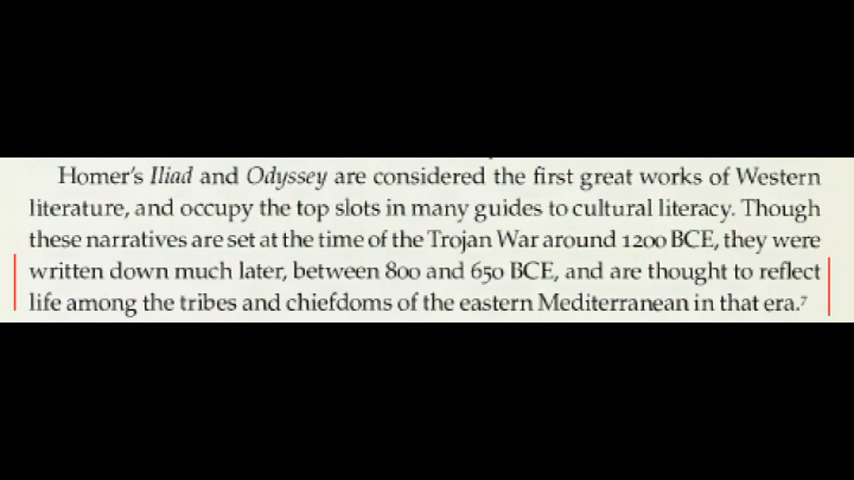 Homer's Iliad and Odyssey are considered the first great works of Western
literature, and occupy the top slots in many guides to cultural literacy. Though
these narratives are set at the time of the Trojan War around 1200 BCE, they were
written down much later, between 800 and 650 BCE, and are thought to reflect
life among the tribes and chiefdoms of the eastern Mediterranean in that era.7